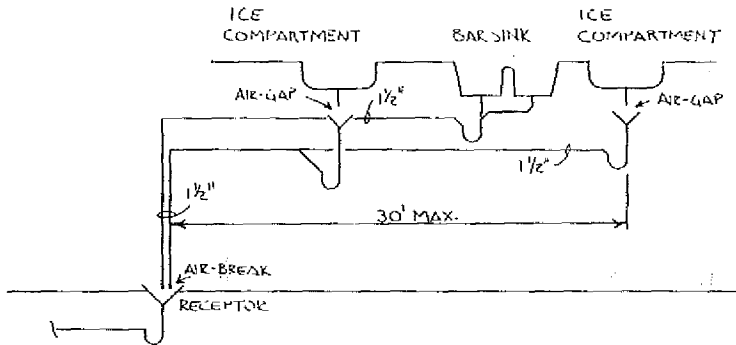 ICE
COMPARTMENT
BAR SINK
ICE
COMPARTMENT
AIR-GAP
1½"
AIR-GAP
1½"
1½"
30' MAX.
AIR-BREAK
RECEPTOR